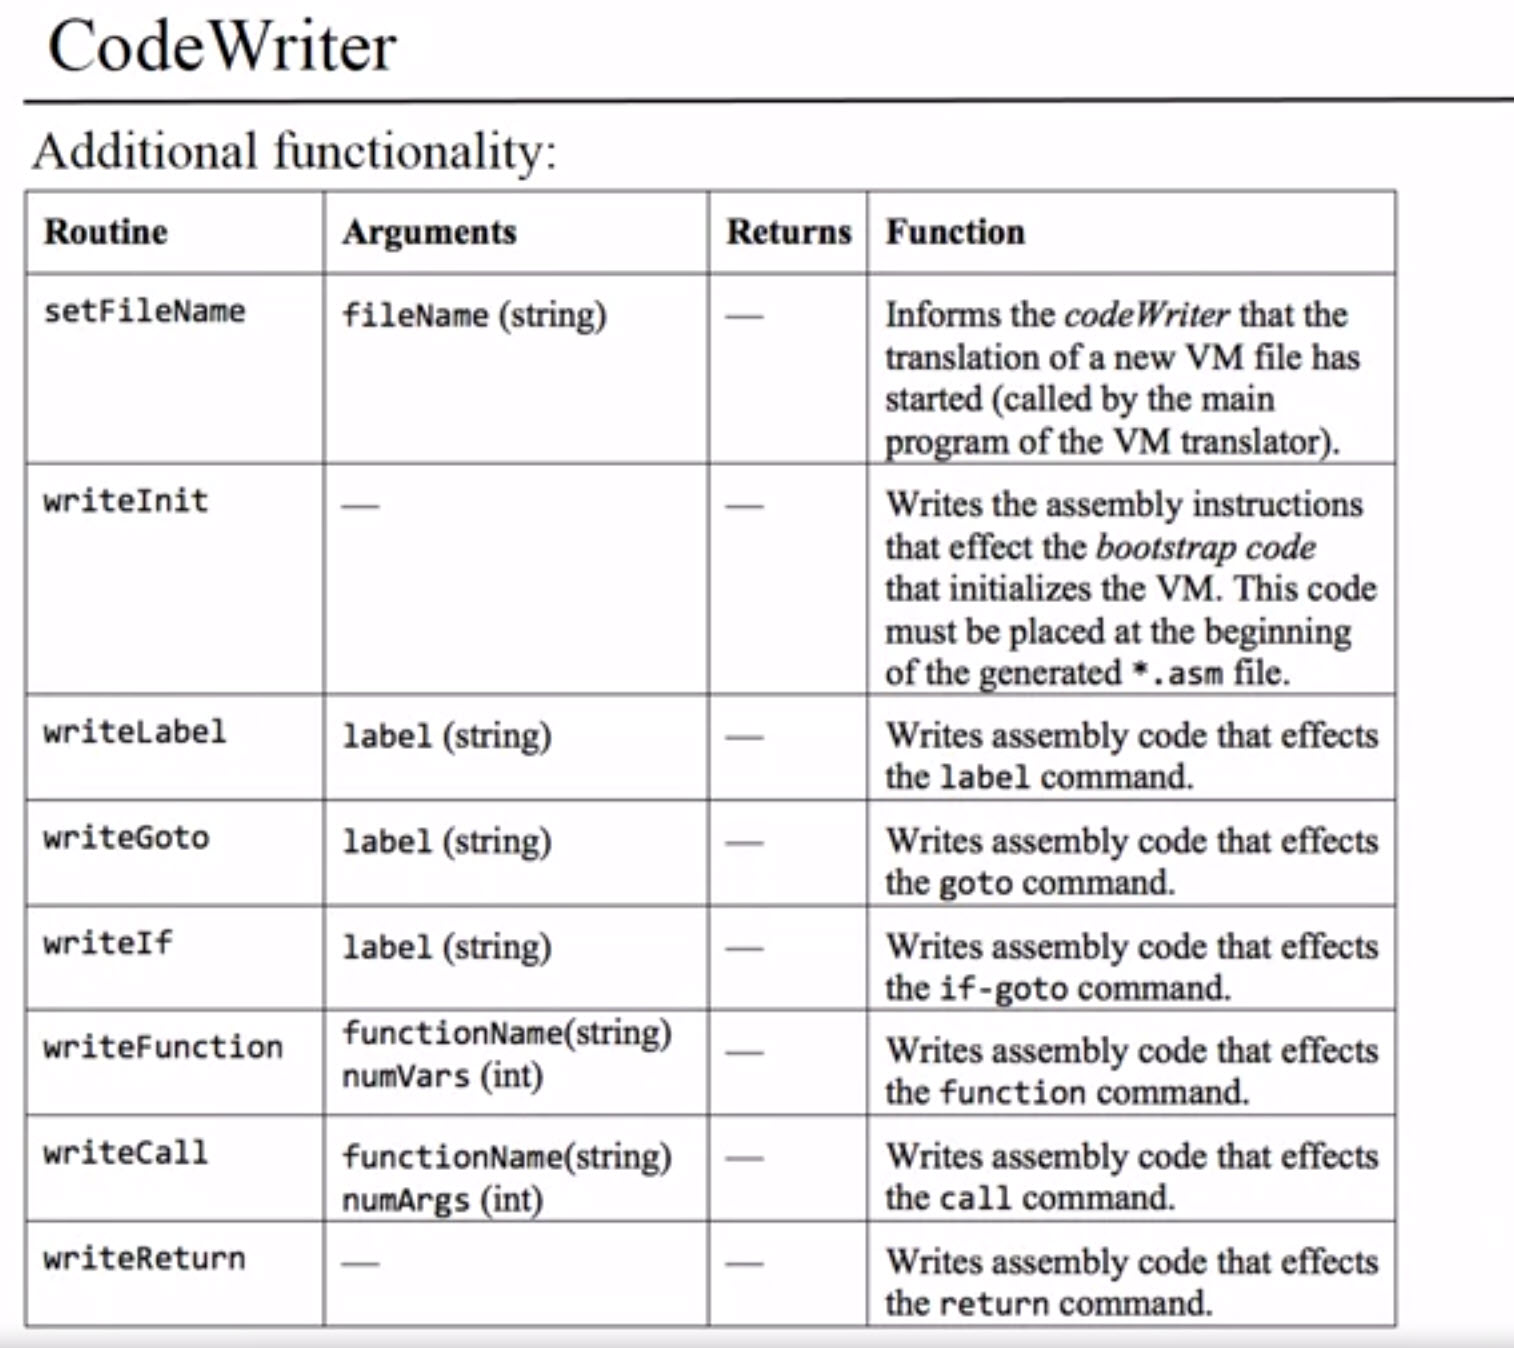 CodeWriter
Additional functionality:
Routine Arguments Returns Function
setFileName fileName (string) — Informs the codeWriter that the
translation of a new VM file has
started (called by the main
program of the VM translator).
writeInit — — Writes the assembly instructions
that effect the bootstrap code
that initializes the VM. This code
must be placed at the beginning
of the generated *.asm file.
writeLabel label (string) — Writes assembly code that effects
the label command.
writeGoto label (string) — Writes assembly code that effects
the goto command.
writeIf label (string) — Writes assembly code that effects
the if-goto command.
writeFunction functionName(string) — Writes assembly code that effects
numVars (int) the function command.
writeCall functionName(string) — Writes assembly code that effects
numArgs (int) the call command.
writeReturn — — Writes assembly code that effects
the return command.